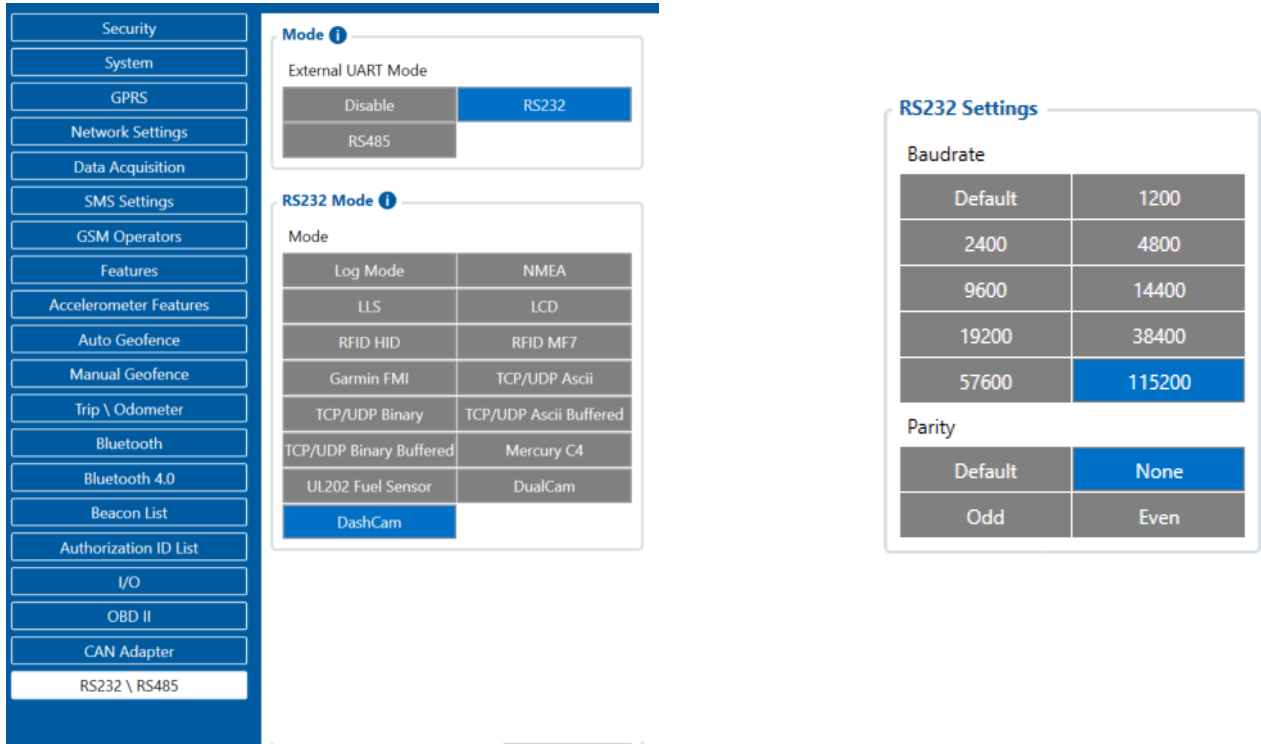 Security
System
GPRS
Network Settings
Data Acquisition
SMS Settings
GSM Operators
Features
Accelerometer Features
Auto Geofence
Manual Geofence
Trip \ Odometer
Bluetooth
Bluetooth 4.0
Beacon List
Authorization ID List
I/O
OBD II
CAN Adapter
RS232 \ RS485
Mode i
External UART Mode
Disable RS232
RS485
RS232 Mode i
Mode
Log Mode NMEA
LLS LCD
RFID HID RFID MF7
Garmin FMI TCP/UDP Ascii
TCP/UDP Binary TCP/UDP Ascii Buffered
TCP/UDP Binary Buffered Mercury C4
UL202 Fuel Sensor DualCam
DashCam
RS232 Settings
Baudrate
Default 1200
2400 4800
9600 14400
19200 38400
57600 115200
Parity
Default None
Odd Even